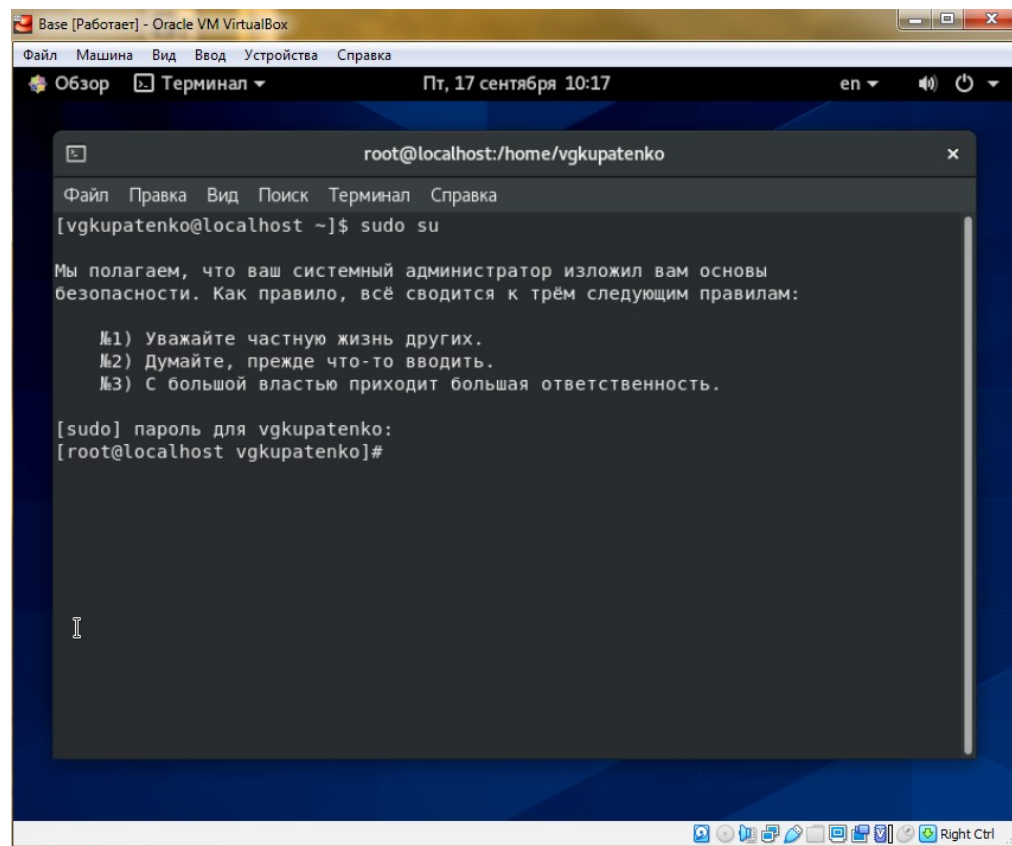 Base [Работает] - Oracle VM VirtualBox
Файл Машина Вид Ввод Устройства Справка
Обзор Терминал Пт, 17 сентября 10:17 en
root@localhost:/home/vgkupatenko
Файл Правка Вид Поиск Терминал Справка
[vgkupatenko@localhost ~]$ sudo su
Мы полагаем, что ваш системный администратор изложил вам основы
безопасности. Как правило, всё сводится к трём следующим правилам:
№1) Уважайте частную жизнь других.
№2) Думайте, прежде что-то вводить.
№3) С большой властью приходит большая ответственность.
[sudo] пароль для vgkupatenko:
[root@localhost vgkupatenko]#
Right Ctrl